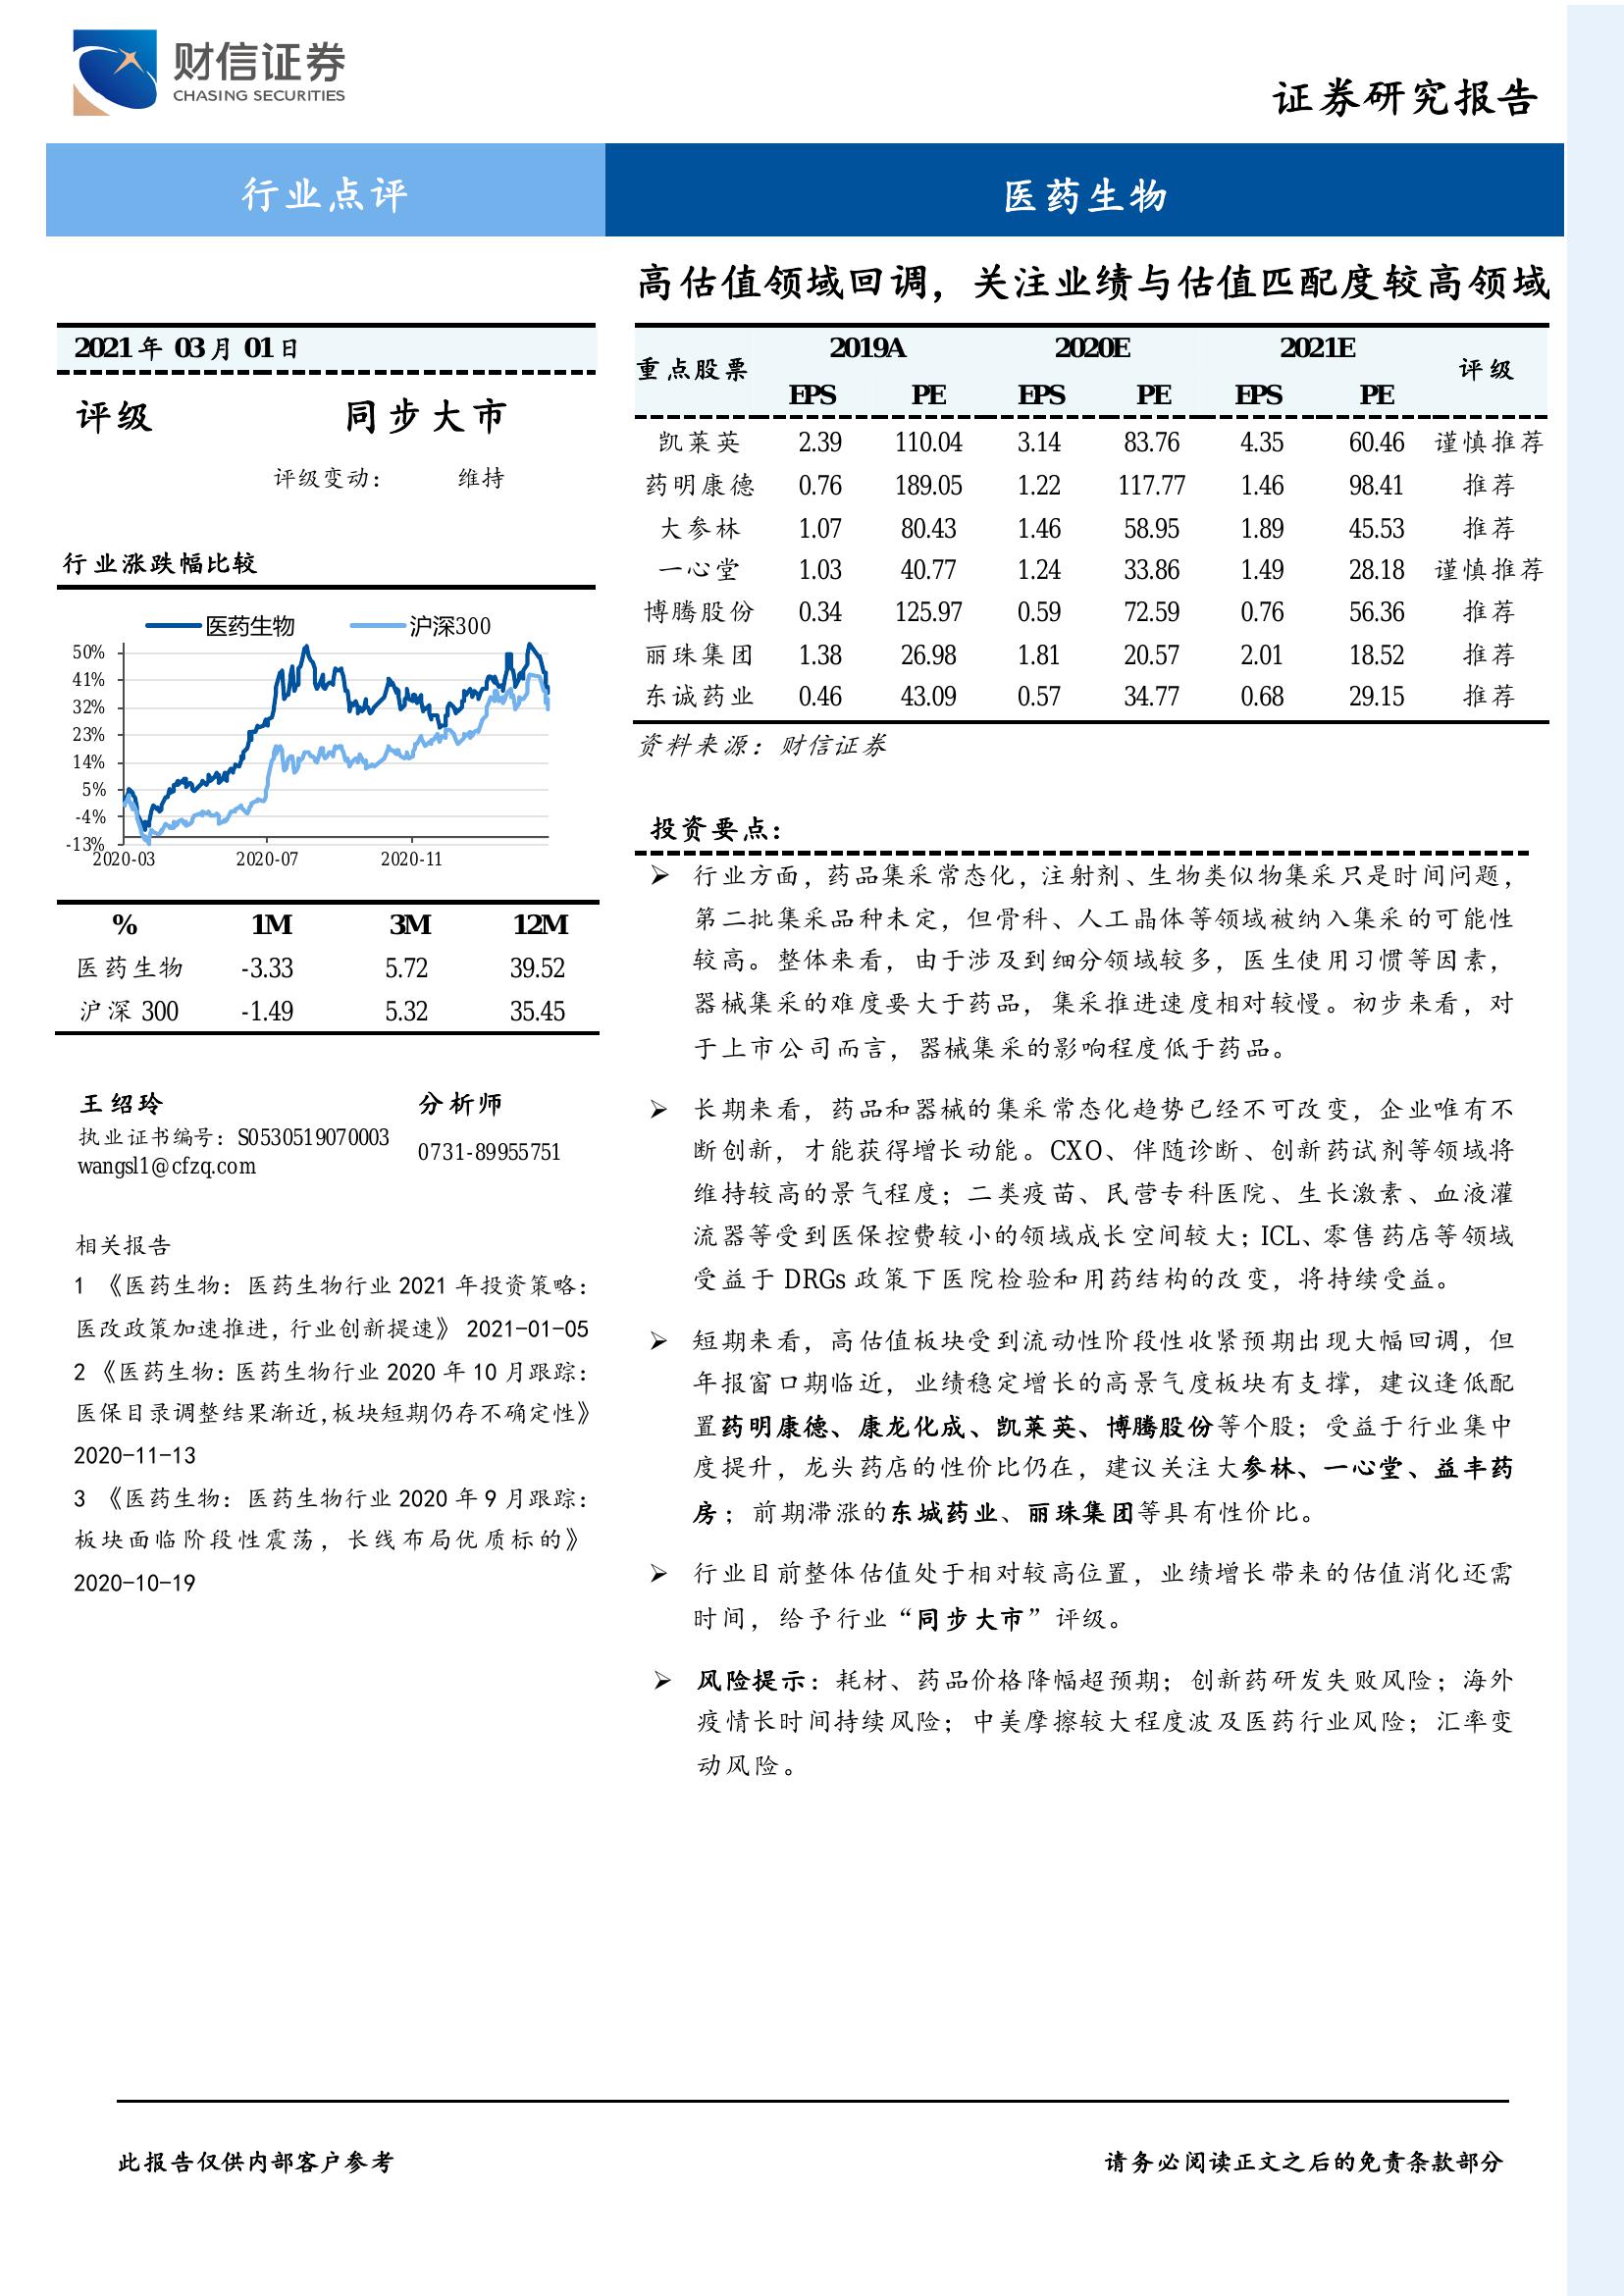 财信证券
CHASING SECURITIES
证券研究报告
行业点评
医药生物
高估值领域回调，关注业绩与估值匹配度较高领域
2021 年 03 月 01 日
评级 同步大市
评级变动： 维持
行业涨跌幅比较
医药生物 沪深300
50%
41%
32%
23%
14%
5%
-4%
-13%
2020-03 2020-07 2020-11
% 1M 3M 12M
医药生物 -3.33 5.72 39.52
沪深 300 -1.49 5.32 35.45
王绍玲 分析师
执业证书编号：S0530519070003 0731-89955751
wangsl1@cfzq.com
相关报告
1 《医药生物：医药生物行业 2021 年投资策略：
医改政策加速推进，行业创新提速》 2021-01-05
2 《医药生物：医药生物行业 2020 年 10 月跟踪：
医保目录调整结果渐近，板块短期仍存不确定性》
2020-11-13
3 《医药生物：医药生物行业 2020 年 9 月跟踪：
板块面临阶段性震荡，长线布局优质标的》
2020-10-19
重点股票 2019A 2020E 2021E 评级
EPS PE EPS PE EPS PE
凯莱英 2.39 110.04 3.14 83.76 4.35 60.46 谨慎推荐
药明康德 0.76 189.05 1.22 117.77 1.46 98.41 推荐
大参林 1.07 80.43 1.46 58.95 1.89 45.53 推荐
一心堂 1.03 40.77 1.24 33.86 1.49 28.18 谨慎推荐
博腾股份 0.34 125.97 0.59 72.59 0.76 56.36 推荐
丽珠集团 1.38 26.98 1.81 20.57 2.01 18.52 推荐
东诚药业 0.46 43.09 0.57 34.77 0.68 29.15 推荐
资料来源：财信证券
投资要点：
➢ 行业方面，药品集采常态化，注射剂、生物类似物集采只是时间问题，
第二批集采品种未定，但骨科、人工晶体等领域被纳入集采的可能性
较高。整体来看，由于涉及到细分领域较多，医生使用习惯等因素，
器械集采的难度要大于药品，集采推进速度相对较慢。初步来看，对
于上市公司而言，器械集采的影响程度低于药品。
➢ 长期来看，药品和器械的集采常态化趋势已经不可改变，企业唯有不
断创新，才能获得增长动能。CXO、伴随诊断、创新药试剂等领域将
维持较高的景气程度；二类疫苗、民营专科医院、生长激素、血液灌
流器等受到医保控费较小的领域成长空间较大；ICL、零售药店等领域
受益于 DRGs 政策下医院检验和用药结构的改变，将持续受益。
➢ 短期来看，高估值板块受到流动性阶段性收紧预期出现大幅回调，但
年报窗口期临近，业绩稳定增长的高景气度板块有支撑，建议逢低配
置药明康德、康龙化成、凯莱英、博腾股份等个股；受益于行业集中
度提升，龙头药店的性价比仍在，建议关注大参林、一心堂、益丰药
房；前期滞涨的东城药业、丽珠集团等具有性价比。
➢ 行业目前整体估值处于相对较高位置，业绩增长带来的估值消化还需
时间，给予行业“同步大市”评级。
➢ 风险提示：耗材、药品价格降幅超预期；创新药研发失败风险；海外
疫情长时间持续风险；中美摩擦较大程度波及医药行业风险；汇率变
动风险。
此报告仅供内部客户参考
请务必阅读正文之后的免责条款部分